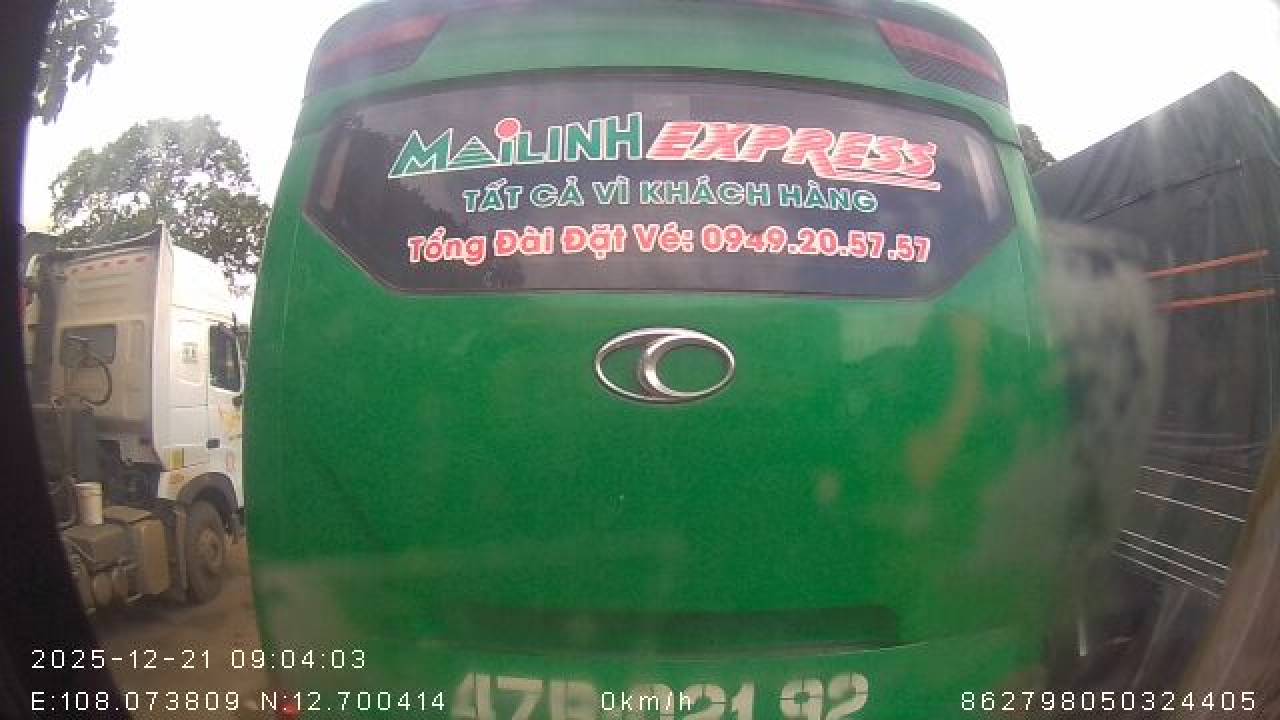 MAILINH EXPRESS
TẤT CẢ VÌ KHÁCH HÀNG
Tổng Đài Đặt Vé: 0949.20.57.57
2025-12-21 09:04:03
E:108.073809 N:12.700414 0km/h 862798050324405